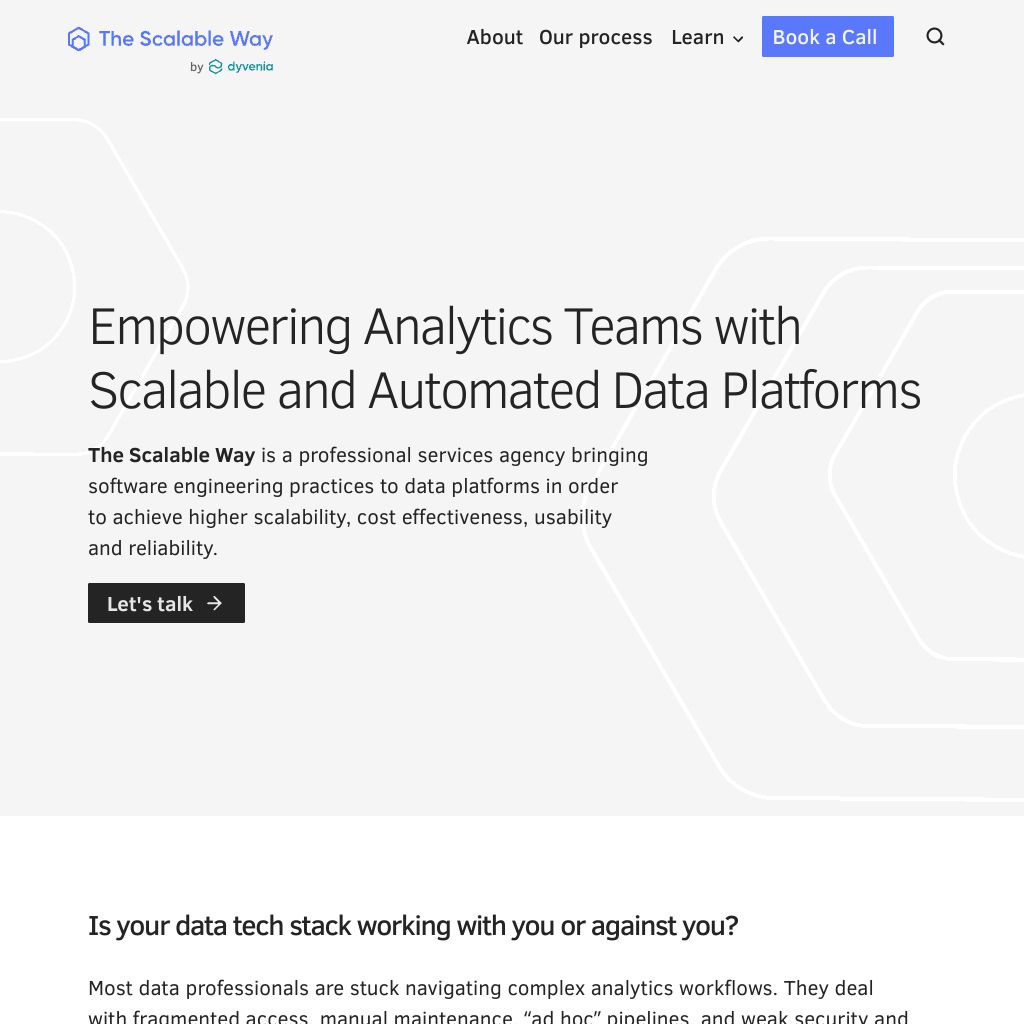 The Scalable Way
by dyvenia
About Our process Learn Book a Call
Empowering Analytics Teams with
Scalable and Automated Data Platforms
The Scalable Way is a professional services agency bringing
software engineering practices to data platforms in order
to achieve higher scalability, cost effectiveness, usability
and reliability.
Let's talk →
Is your data tech stack working with you or against you?
Most data professionals are stuck navigating complex analytics workflows. They deal
with fragmented access, manual maintenance, “ad hoc” pipelines, and weak security and